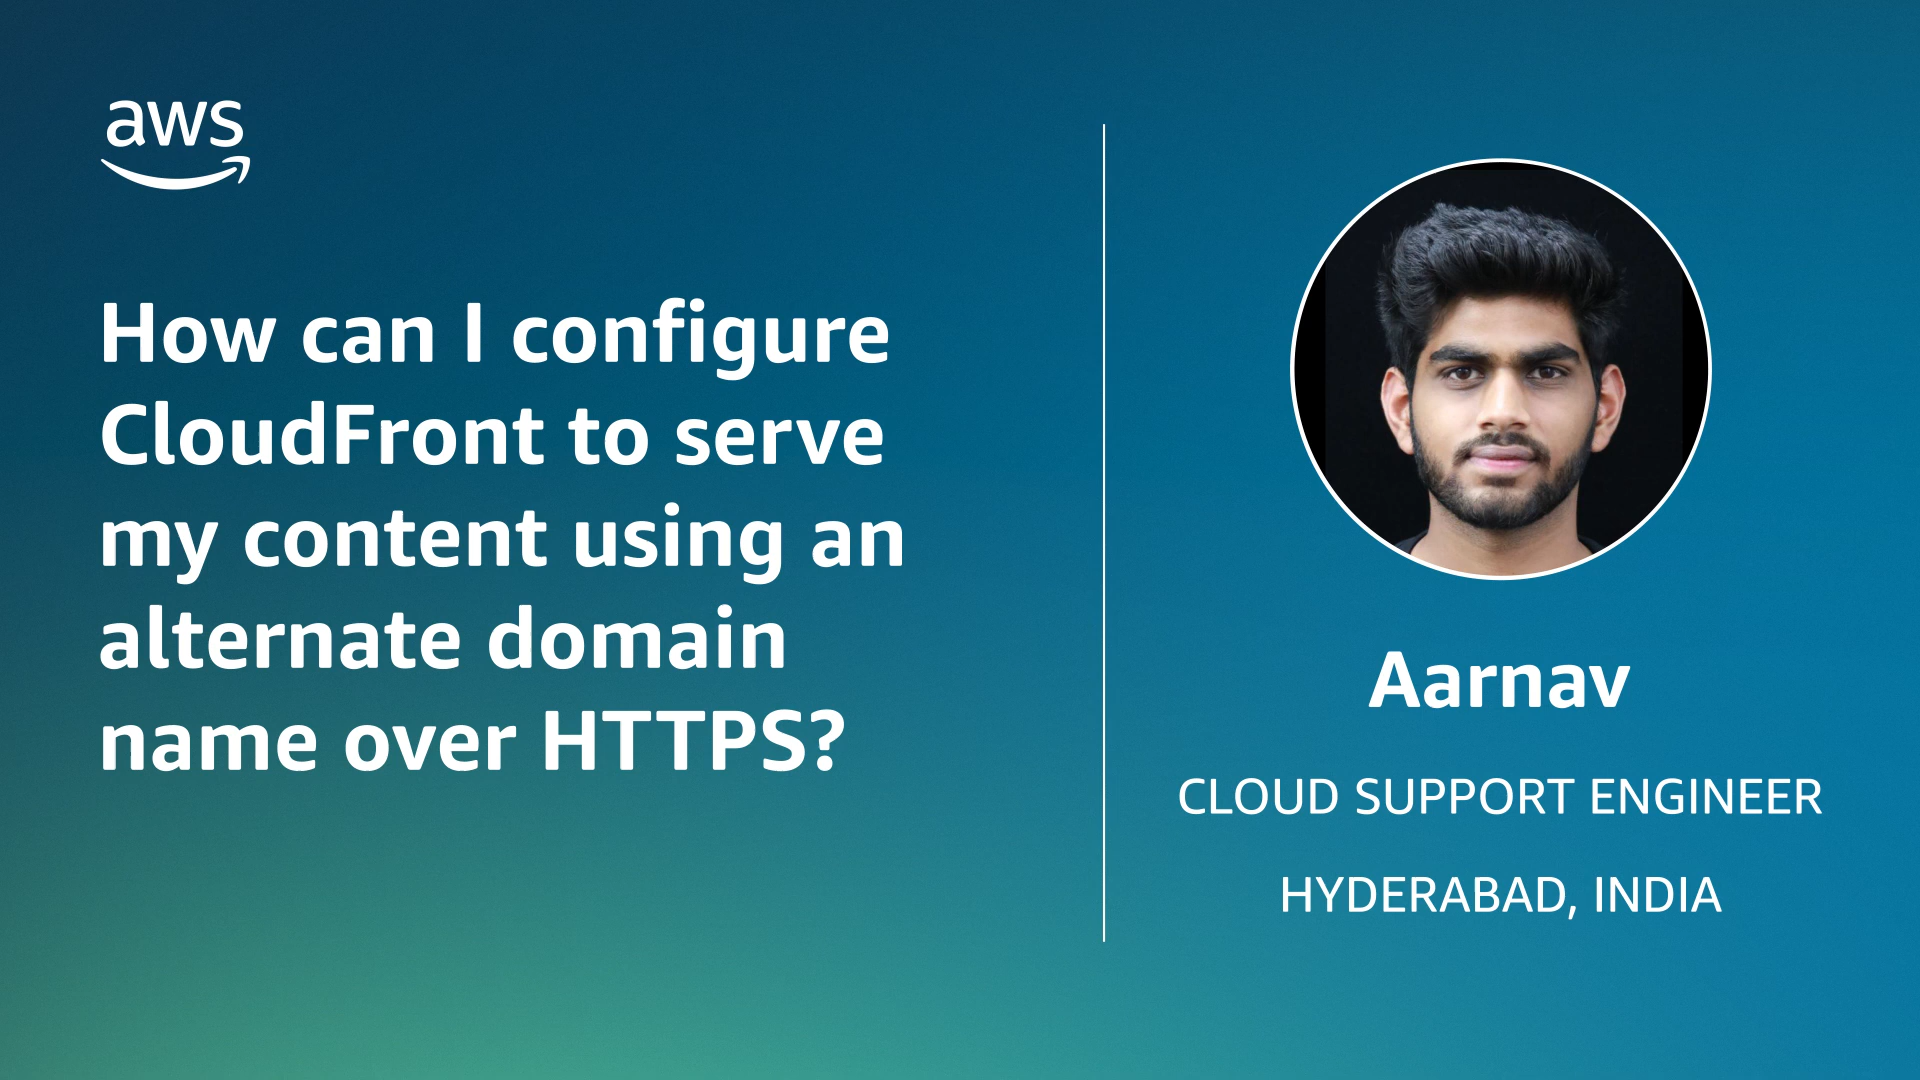 aws
How can I configure
CloudFront to serve
my content using an
alternate domain
name over HTTPS?
Aarnav
CLOUD SUPPORT ENGINEER
HYDERABAD, INDIA